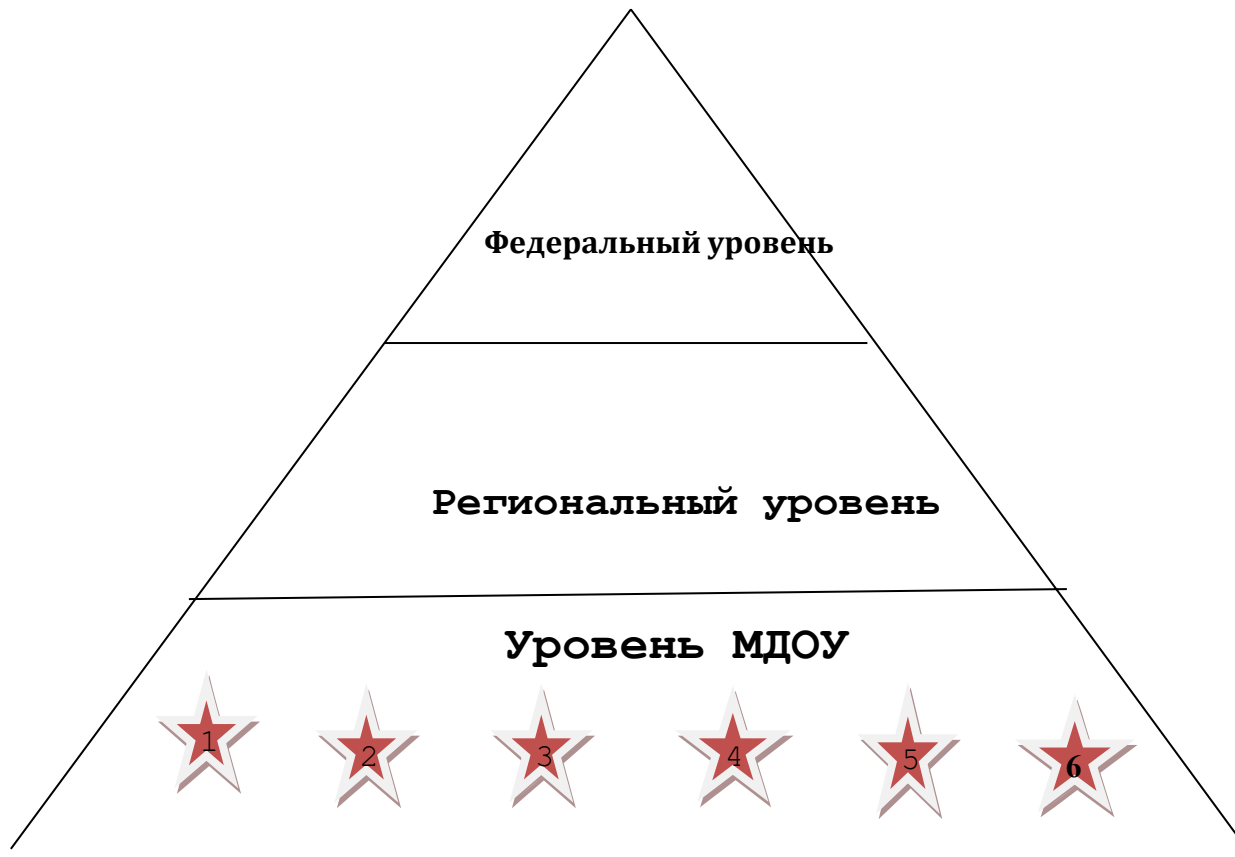 Федеральный уровень
Региональный уровень
Уровень МДОУ
1 2 3 4 5 6